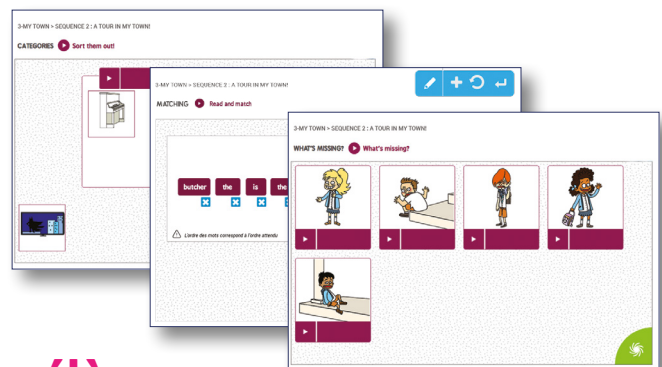 3-MY TOWN > SEQUENCE 2 : A TOUR IN MY TOWN!
CATEGORIES Sort them out!
3-MY TOWN > SEQUENCE 2 : A TOUR IN MY TOWN!
MATCHING Read and match
butcher the is the
L'ordre des mots correspond à l'ordre attendu
3-MY TOWN > SEQUENCE 2 : A TOUR IN MY TOWN!
WHAT'S MISSING? What's missing?